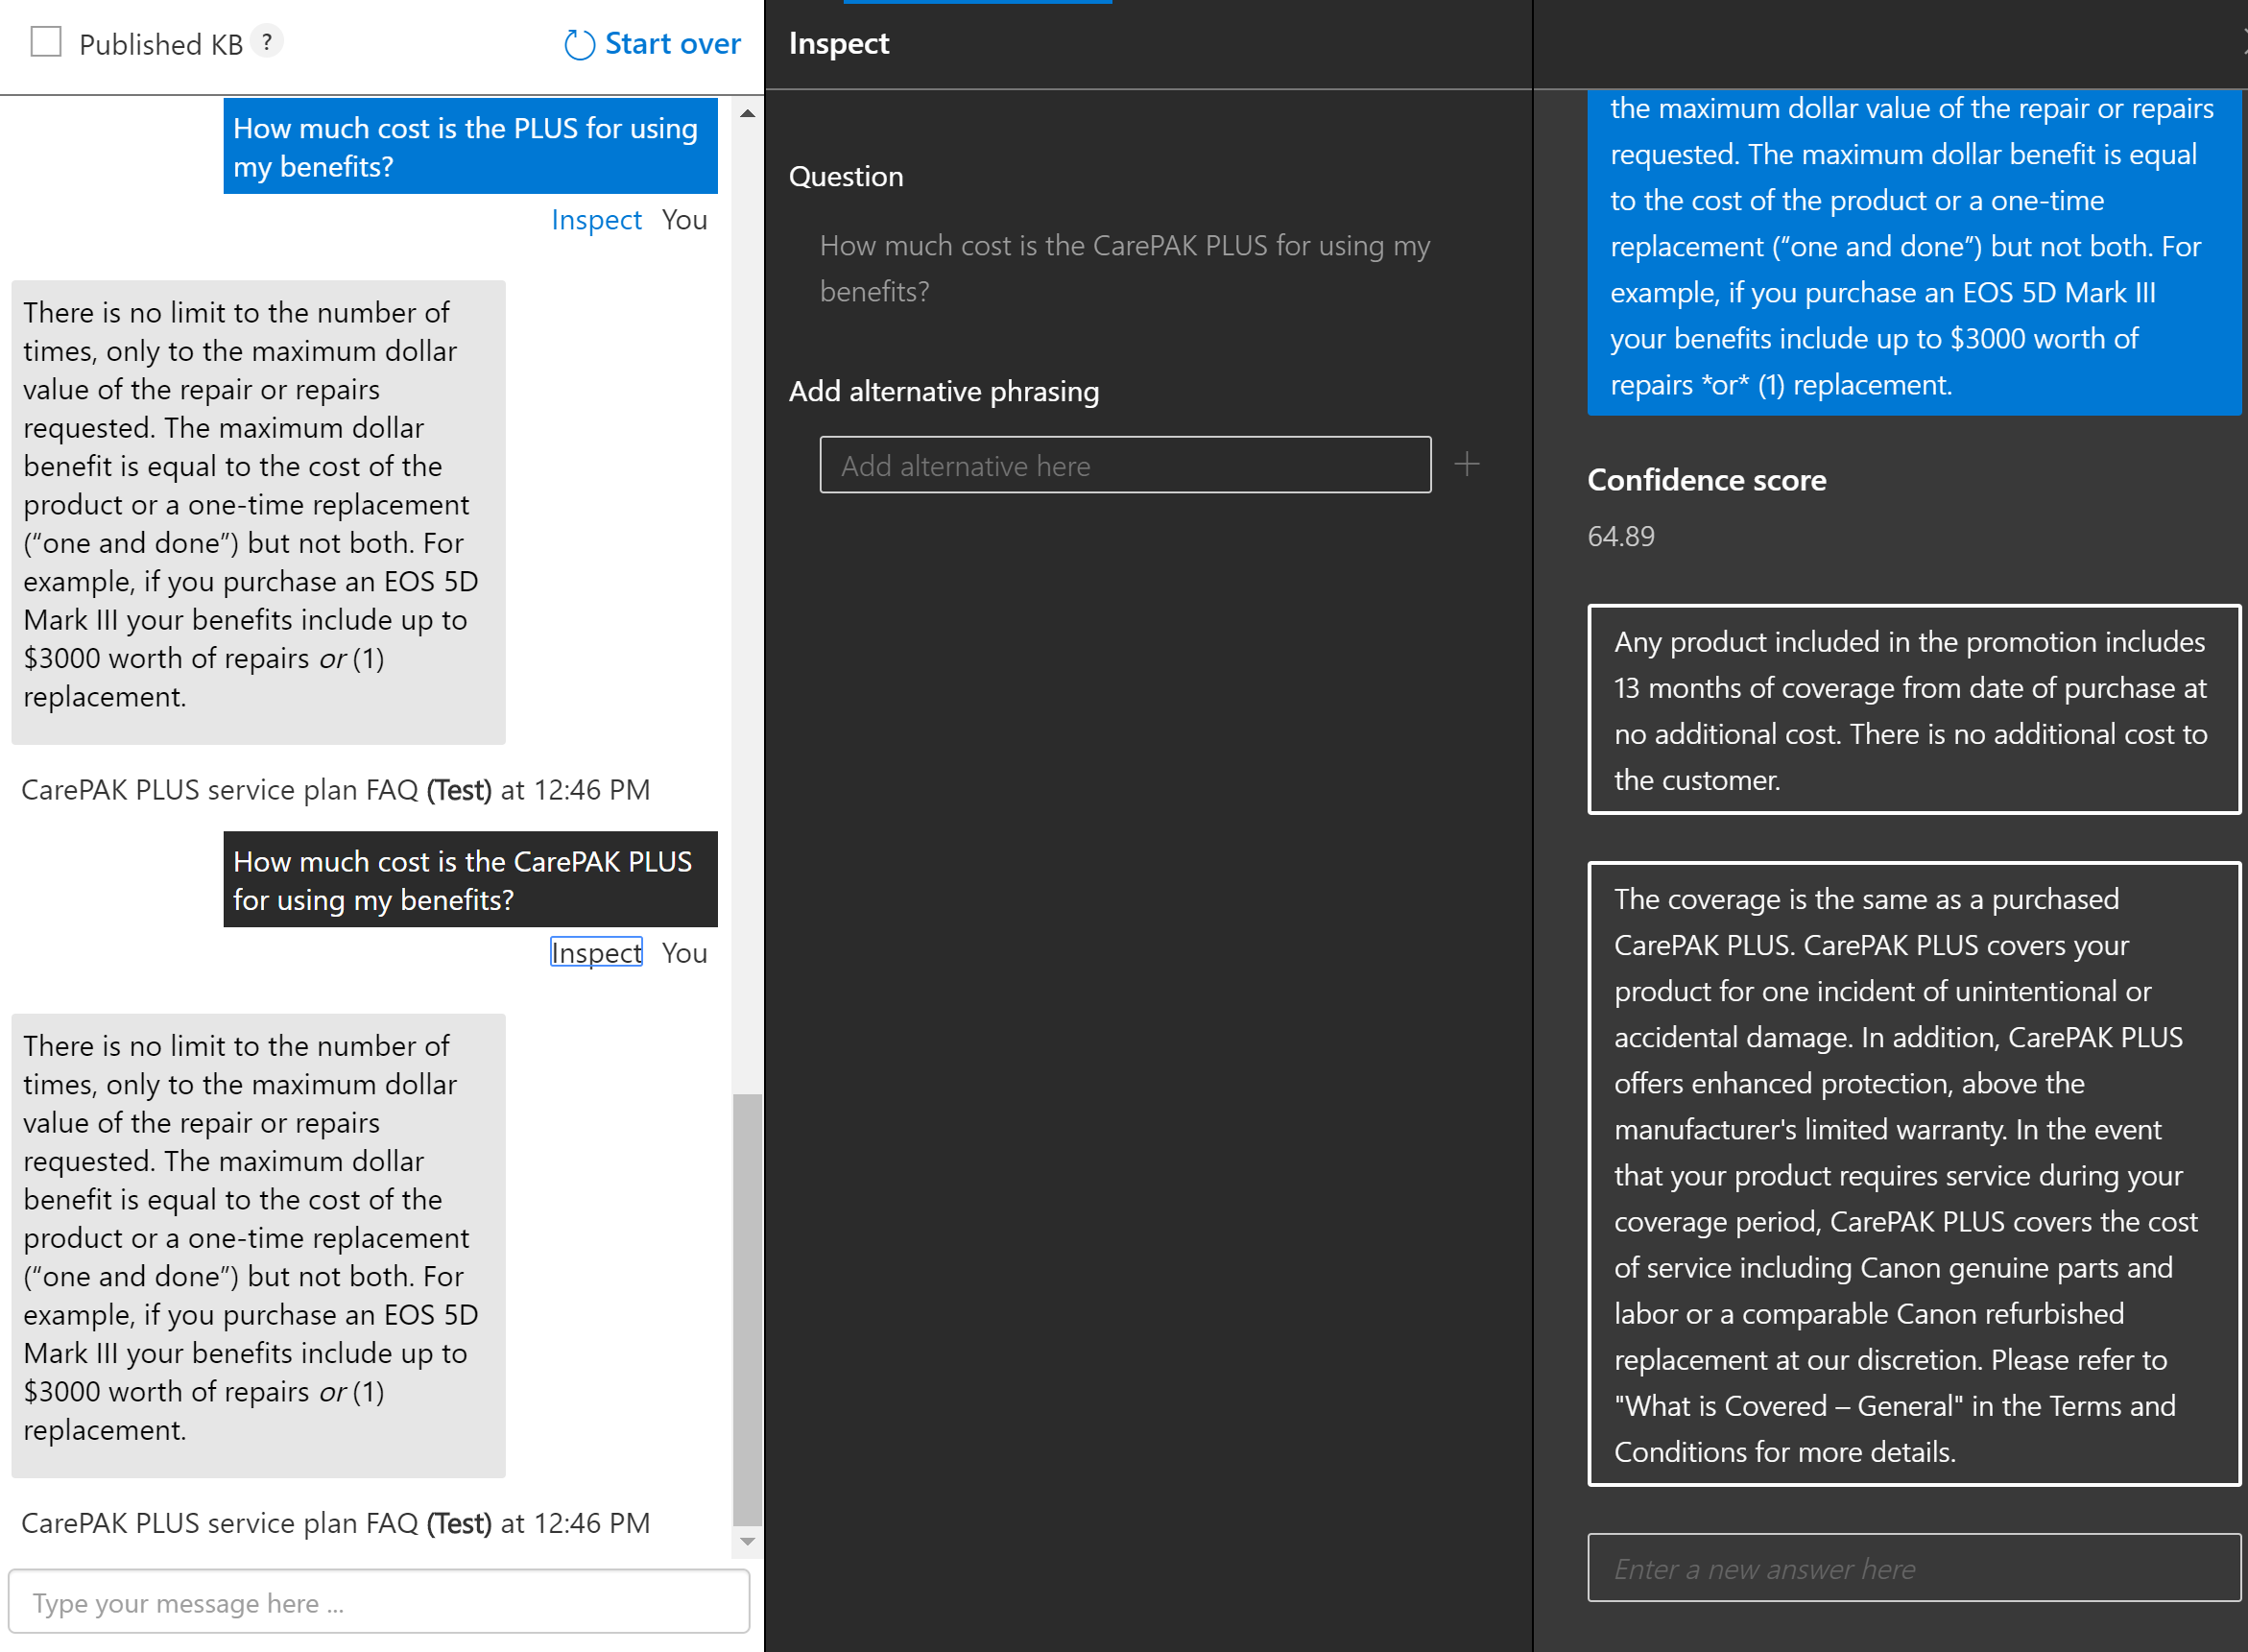 Published KB ?
Start over
How much cost is the PLUS for using
my benefits?
Inspect You
There is no limit to the number of
times, only to the maximum dollar
value of the repair or repairs
requested. The maximum dollar
benefit is equal to the cost of the
product or a one-time replacement
(“one and done”) but not both. For
example, if you purchase an EOS 5D
Mark III your benefits include up to
$3000 worth of repairs or (1)
replacement.
CarePAK PLUS service plan FAQ (Test) at 12:46 PM
How much cost is the CarePAK PLUS
for using my benefits?
Inspect You
There is no limit to the number of
times, only to the maximum dollar
value of the repair or repairs
requested. The maximum dollar
benefit is equal to the cost of the
product or a one-time replacement
(“one and done”) but not both. For
example, if you purchase an EOS 5D
Mark III your benefits include up to
$3000 worth of repairs or (1)
replacement.
CarePAK PLUS service plan FAQ (Test) at 12:46 PM
Type your message here ...
Inspect
Question
How much cost is the CarePAK PLUS for using my
benefits?
Add alternative phrasing
Add alternative here
the maximum dollar value of the repair or repairs
requested. The maximum dollar benefit is equal
to the cost of the product or a one-time
replacement (“one and done”) but not both. For
example, if you purchase an EOS 5D Mark III
your benefits include up to $3000 worth of
repairs *or* (1) replacement.
Confidence score
64.89
Any product included in the promotion includes
13 months of coverage from date of purchase at
no additional cost. There is no additional cost to
the customer.
The coverage is the same as a purchased
CarePAK PLUS. CarePAK PLUS covers your
product for one incident of unintentional or
accidental damage. In addition, CarePAK PLUS
offers enhanced protection, above the
manufacturer's limited warranty. In the event
that your product requires service during your
coverage period, CarePAK PLUS covers the cost
of service including Canon genuine parts and
labor or a comparable Canon refurbished
replacement at our discretion. Please refer to
"What is Covered – General" in the Terms and
Conditions for more details.
Enter a new answer here